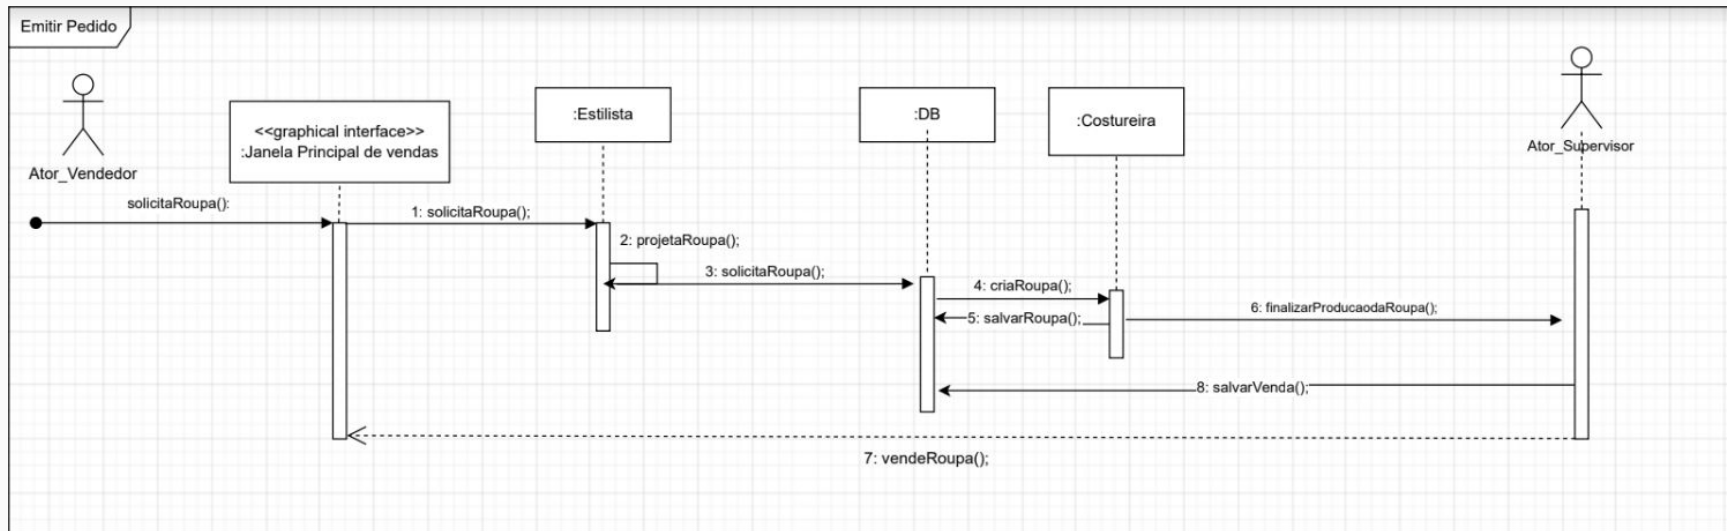 Emitir Pedido
Ator_Vendedor
<<graphical interface>>
:Janela Principal de vendas
:Estilista
:DB
:Costureira
Ator_Supervisor
solicitaRoupa():
1: solicitaRoupa();
2: projetaRoupa();
3: solicitaRoupa();
4: criaRoupa();
5: salvarRoupa();
6: finalizarProducaodaRoupa();
8: salvarVenda();
7: vendeRoupa();